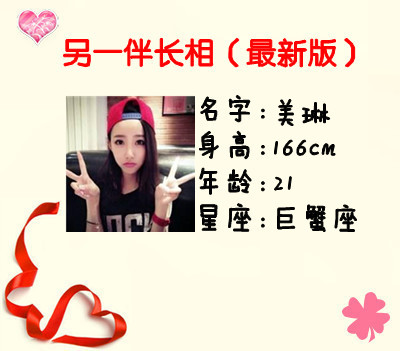 另一伴长相（最新版）
名字：美琳
身高：166cm
年龄：21
星座：巨蟹座